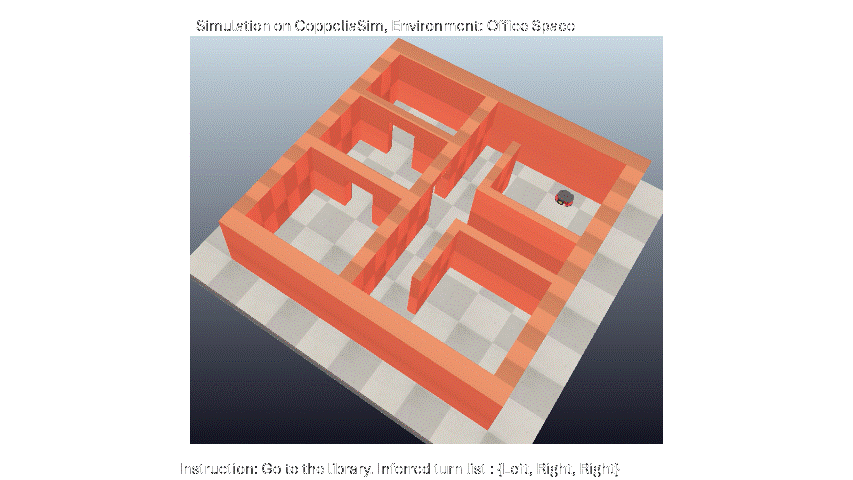 Simulation on CoppeliaSim, Environment: Office Space
Instruction: Go to the library. Inferred turn list : {Left, Right, Right}